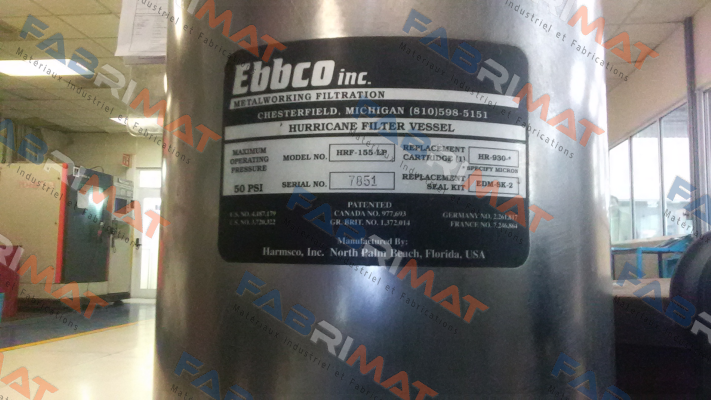 Ebbco inc.
METALWORKING FILTRATION
CHESTERFIELD, MICHIGAN (810)598-5151
HURRICANE FILTER VESSEL
MAXIMUM OPERATING PRESSURE
50 PSI
MODEL NO. HRF-155-LP
SERIAL NO. 7851
REPLACEMENT CARTRIDGE HR-930-*
* SPECIFY MICRON
REPLACEMENT SEAL KIT EDM-SK-2
PATENTED
CANADA NO. 977,693
GR. BRIT. NO. 1,372,014
GERMANY NO.
FRANCE NO.
Manufactured By:
Harmsco, Inc. North Palm Beach, Florida, USA
FABRIMAT
Materiaux Industriel et Fabrications